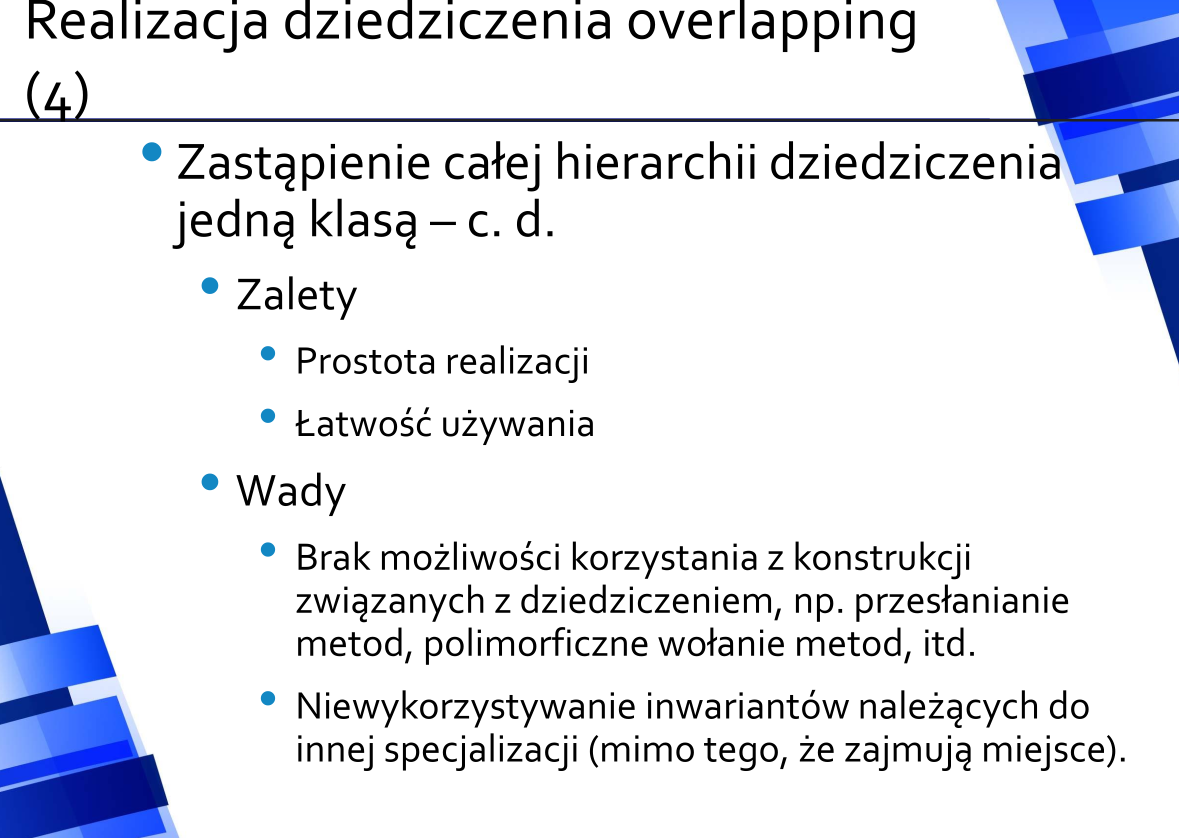 Realizacja dziedziczenia overlapping
(4)
Zastąpienie całej hierarchii dziedziczenia
jedną klasą – c. d.
Zalety
Prostota realizacji
Łatwość używania
Wady
Brak możliwości korzystania z konstrukcji
związanych z dziedziczeniem, np. przesłanianie
metod, polimorficzne wołanie metod, itd.
Niewykorzystywanie inwariantów należących do
innej specjalizacji (mimo tego, że zajmują miejsce).